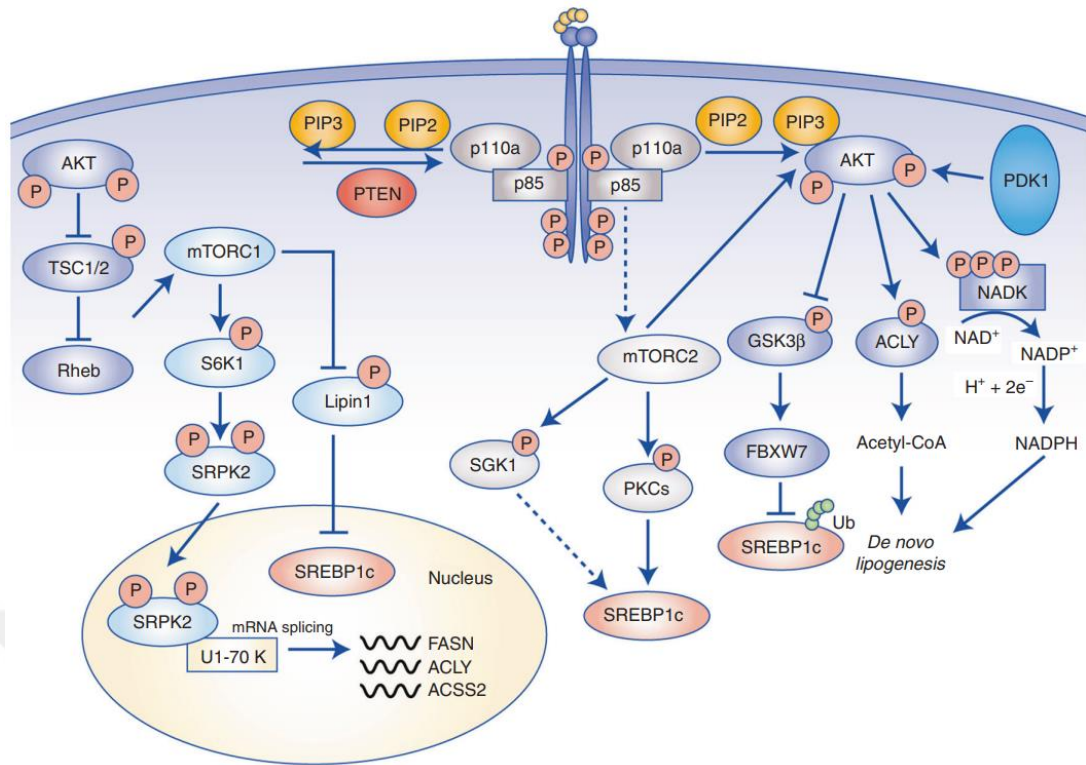 PIP3
PIP2
p110a
p85
PTEN
P
P
P
P
P
P
p110a
p85
PIP2
PIP3
AKT
P
P
PDK1
AKT
P
P
TSC1/2
P
Rheb
mTORC1
S6K1
P
SRPK2
P
P
Lipin1
P
mTORC2
SGK1
P
PKCs
P
SREBP1c
GSK3β
P
FBXW7
SREBP1c
Ub
ACLY
P
Acetyl-CoA
De novo
lipogenesis
P
P
P
NADK
NAD⁺
NADP⁺
H⁺ + 2e⁻
NADPH
SREBP1c
Nucleus
P
P
SRPK2
U1-70 K
mRNA splicing
FASN
ACLY
ACSS2